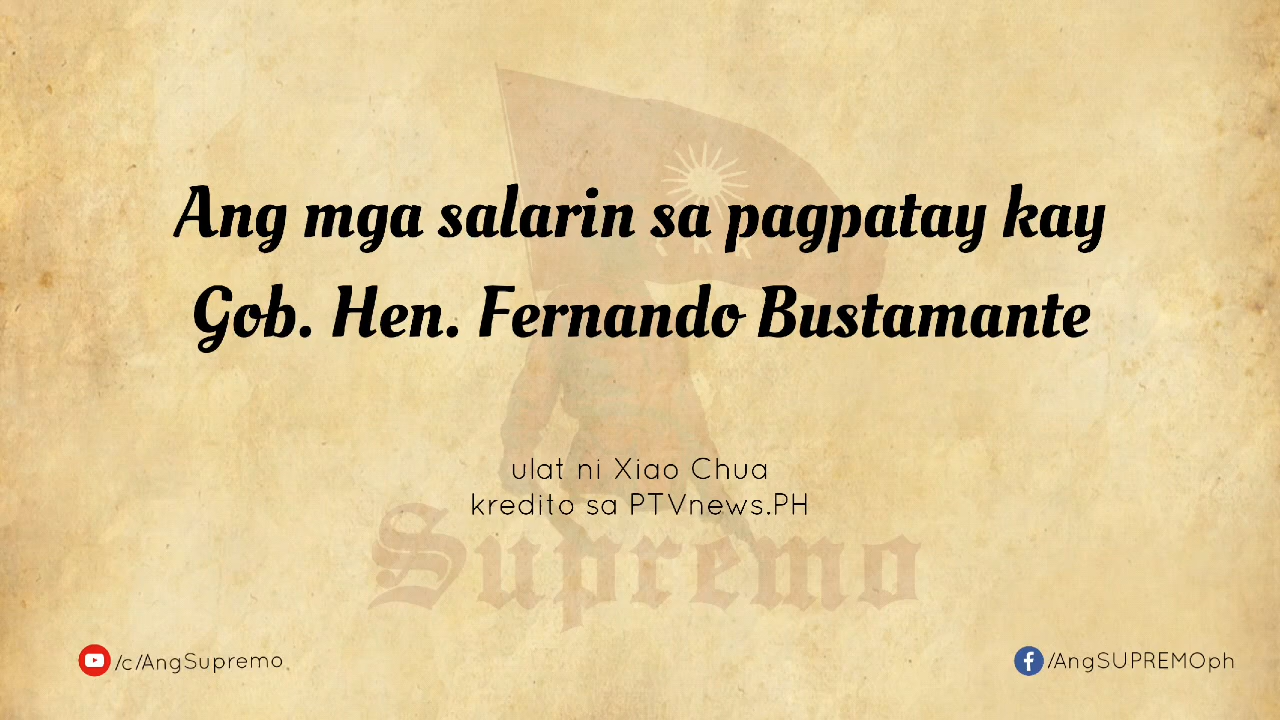 Ang mga salarin sa pagpatay kay
Gob. Hen. Fernando Bustamante
ulat ni Xiao Chua
kredito sa PTVnews.PH
Supremo
/c/AngSupremo
/AngSUPREMOph